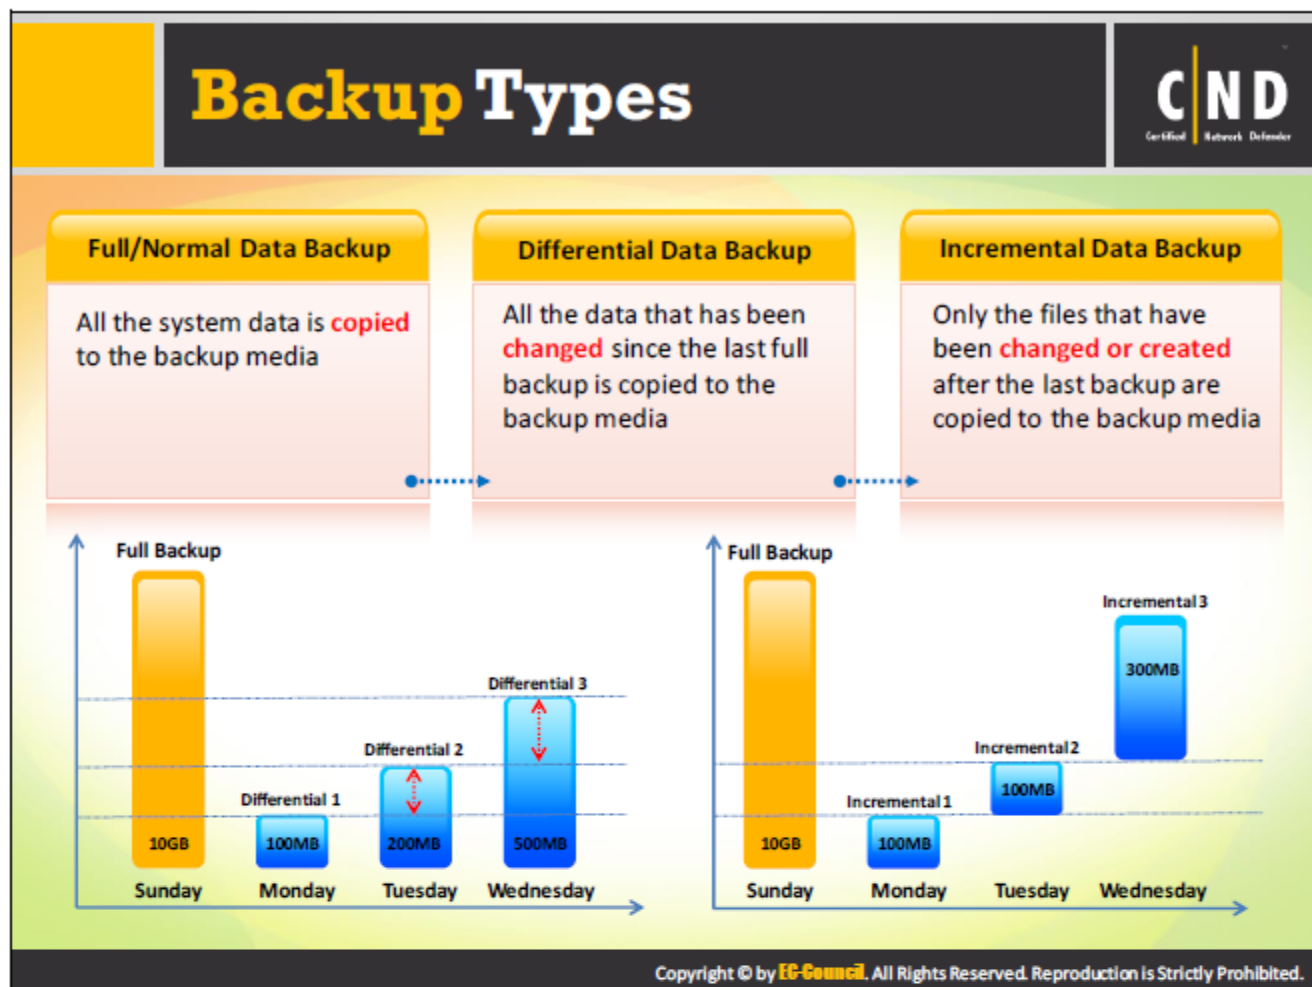 Backup Types
C|ND
Certified Network Defender
Full/Normal Data Backup
All the system data is copied
to the backup media
Differential Data Backup
All the data that has been
changed since the last full
backup is copied to the
backup media
Incremental Data Backup
Only the files that have
been changed or created
after the last backup are
copied to the backup media
Full Backup
Differential 3
Differential 2
Differential 1
10GB
100MB
200MB
500MB
Sunday
Monday
Tuesday
Wednesday
Full Backup
Incremental 3
300MB
Incremental 2
100MB
Incremental 1
10GB
100MB
Sunday
Monday
Tuesday
Wednesday
Copyright © by EC-Council. All Rights Reserved. Reproduction is Strictly Prohibited.